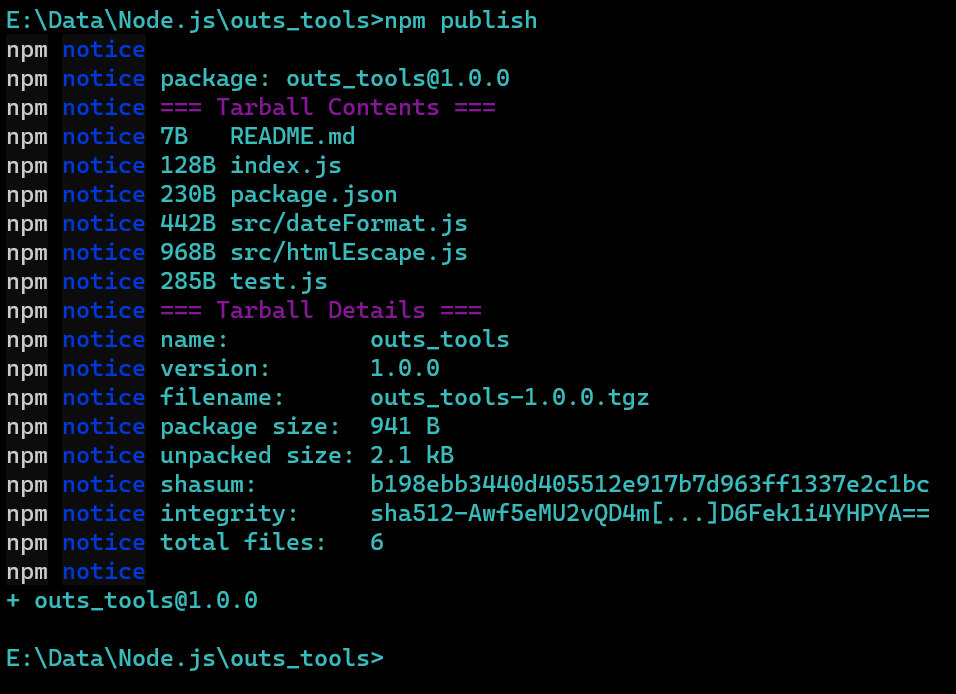 E:\Data\Node.js\outs_tools>npm publish
npm notice
npm notice package: outs_tools@1.0.0
npm notice === Tarball Contents ===
npm notice 7B   README.md
npm notice 128B index.js
npm notice 230B package.json
npm notice 442B src/dateFormat.js
npm notice 968B src/htmlEscape.js
npm notice 285B test.js
npm notice === Tarball Details ===
npm notice name:          outs_tools
npm notice version:       1.0.0
npm notice filename:      outs_tools-1.0.0.tgz
npm notice package size:  941 B
npm notice unpacked size: 2.1 kB
npm notice shasum:        b198ebb3440d405512e917b7d963ff1337e2c1bc
npm notice integrity:     sha512-Awf5eMU2vQD4m[...]D6Fek1i4YHPYA==
npm notice total files:   6
npm notice
+ outs_tools@1.0.0
E:\Data\Node.js\outs_tools>